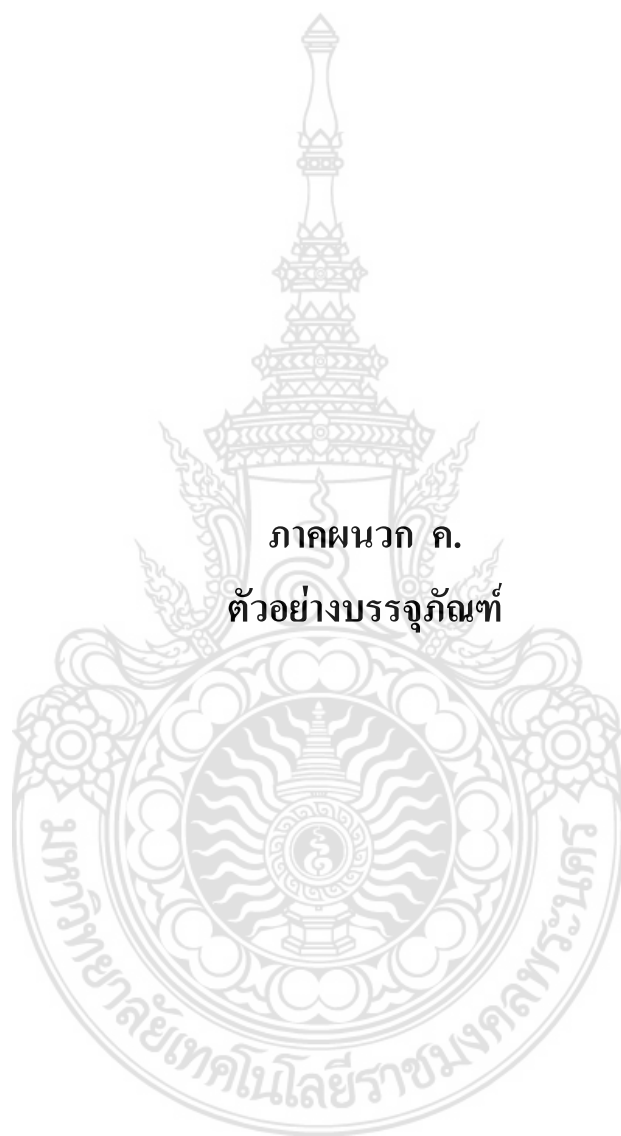 ภาคผนวก ค.
ตัวอย่างบรรจุภัณฑ์
มหาวิทยาลัยเทคโนโลยีราชมงคลพระนคร